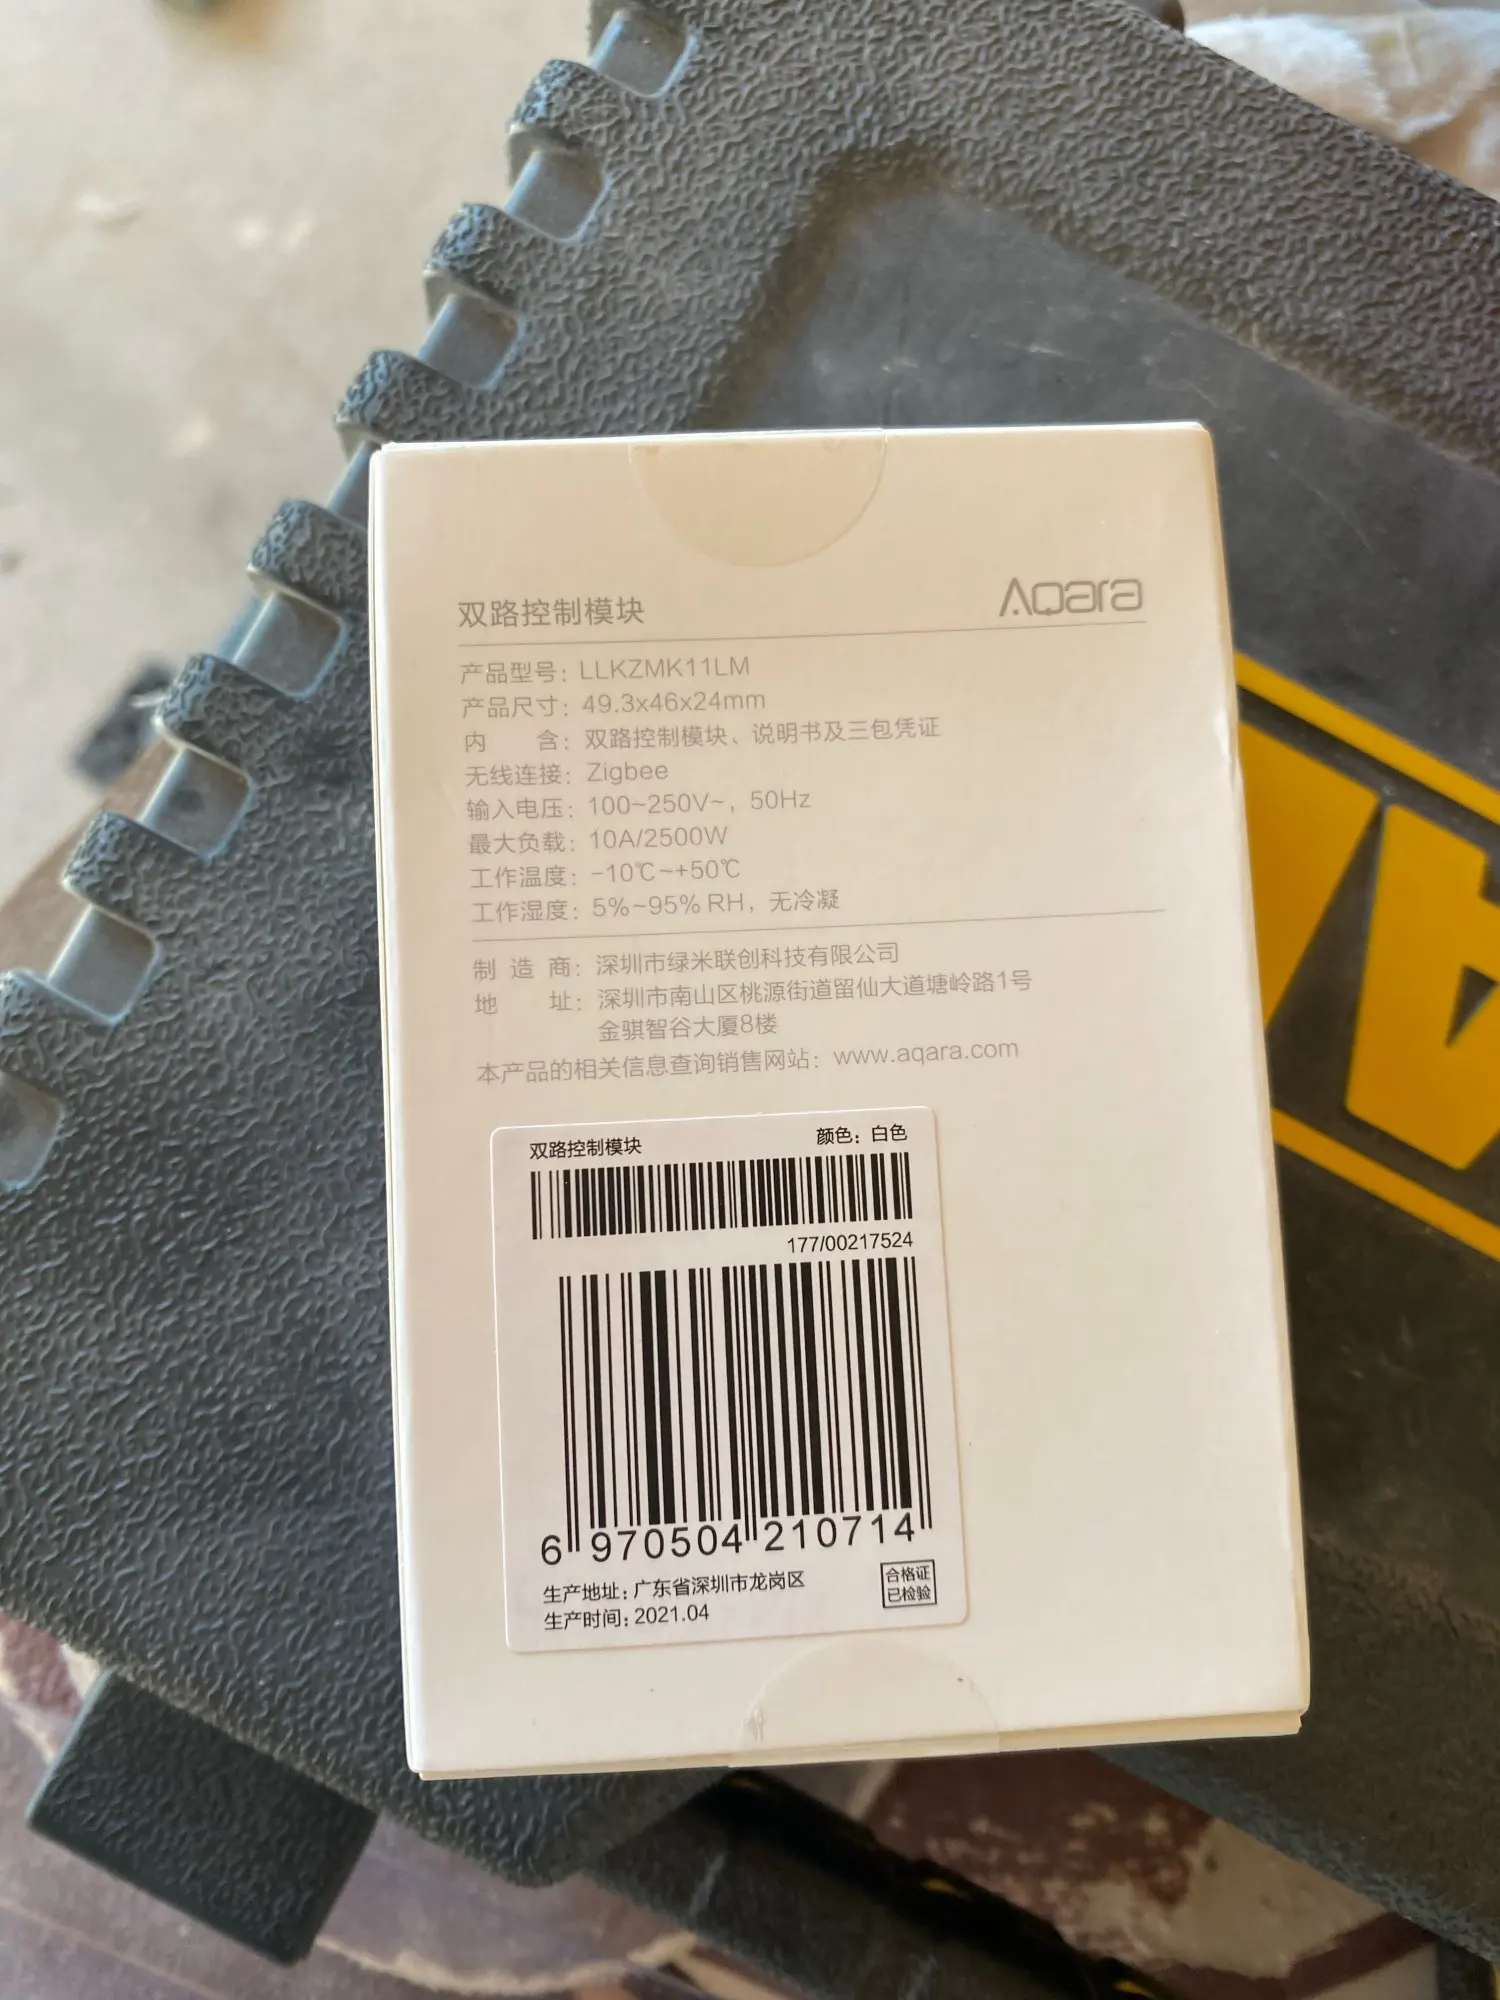 双路控制模块
Aqara
产品型号：LLKZMK11LM
产品尺寸：49.3x46x24mm
内 含：双路控制模块、说明书及三包凭证
无线连接：Zigbee
输入电压：100~250V~，50Hz
最大负载：10A/2500W
工作温度：-10℃~+50℃
工作湿度：5%~95% RH，无冷凝
制 造 商：深圳市绿米联创科技有限公司
地 址：深圳市南山区桃源街道留仙大道塘岭路1号
金骐智谷大厦8楼
本产品的相关信息查询销售网站：www.aqara.com
双路控制模块 颜色：白色
177/00217524
6 970504 210714
生产地址：广东省深圳市龙岗区
生产时间：2021.04
合格证
已检验